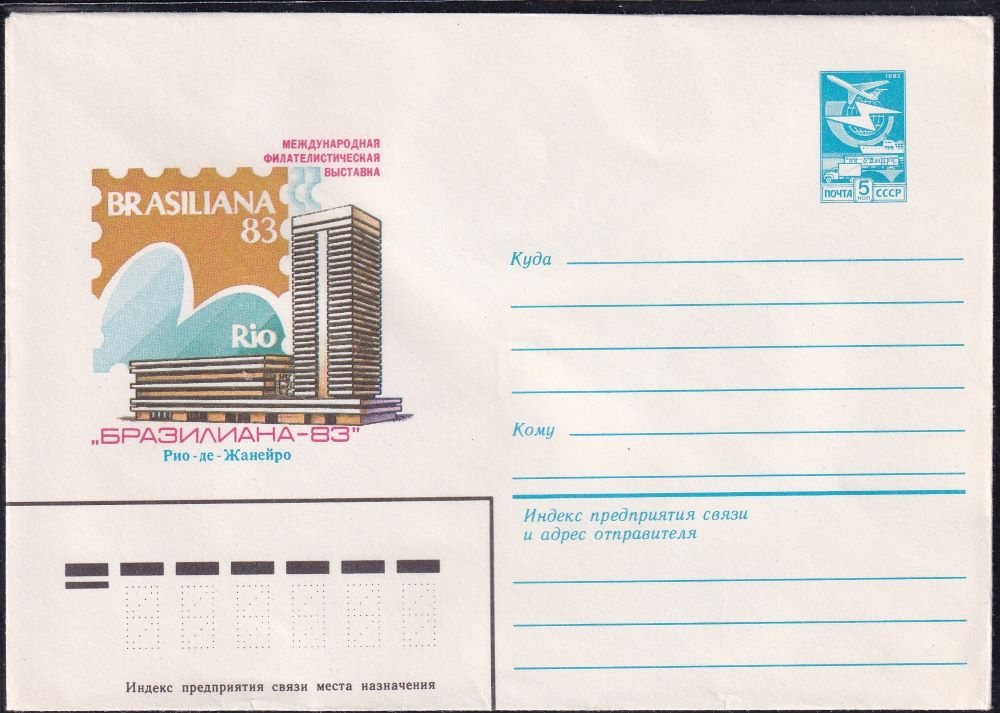 МЕЖДУНАРОДНАЯ
ФИЛАТЕЛИСТИЧЕСКАЯ
ВЫСТАВКА
BRASILIANA
83
Rio
„БРАЗИЛИАНА-83”
Рио-де-Жанейро
1982
ПОЧТА 5 КОП СССР
Куда
Кому
Индекс предприятия связи
и адрес отправителя
Индекс предприятия связи места назначения